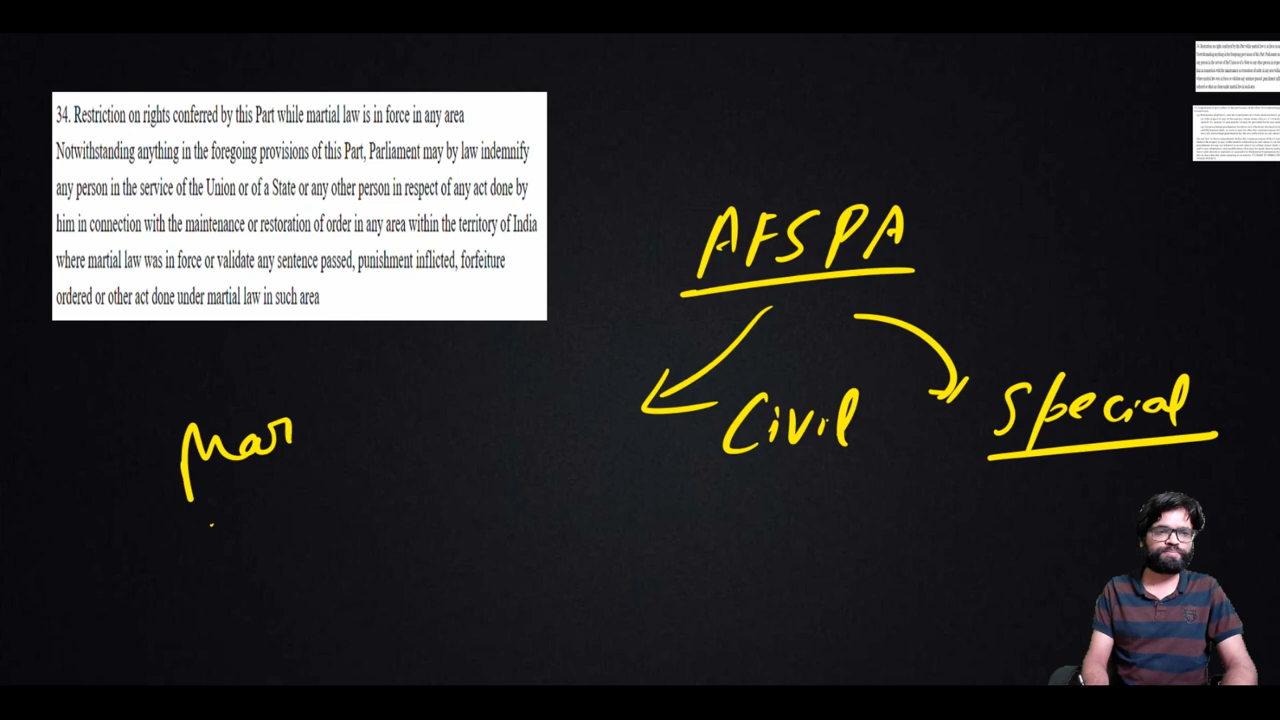 34. Restriction on rights conferred by this Part while martial law is in force in any area
Notwithstanding anything in the foregoing provisions of this Part, Parliament may by law indemnify
any person in the service of the Union or of a State or any other person in respect of any act done by
him in connection with the maintenance or restoration of order in any area within the territory of India
where martial law was in force or validate any sentence passed, punishment inflicted, forfeiture
ordered or other act done under martial law in such area
AFSPA
Civil
Special
Mar